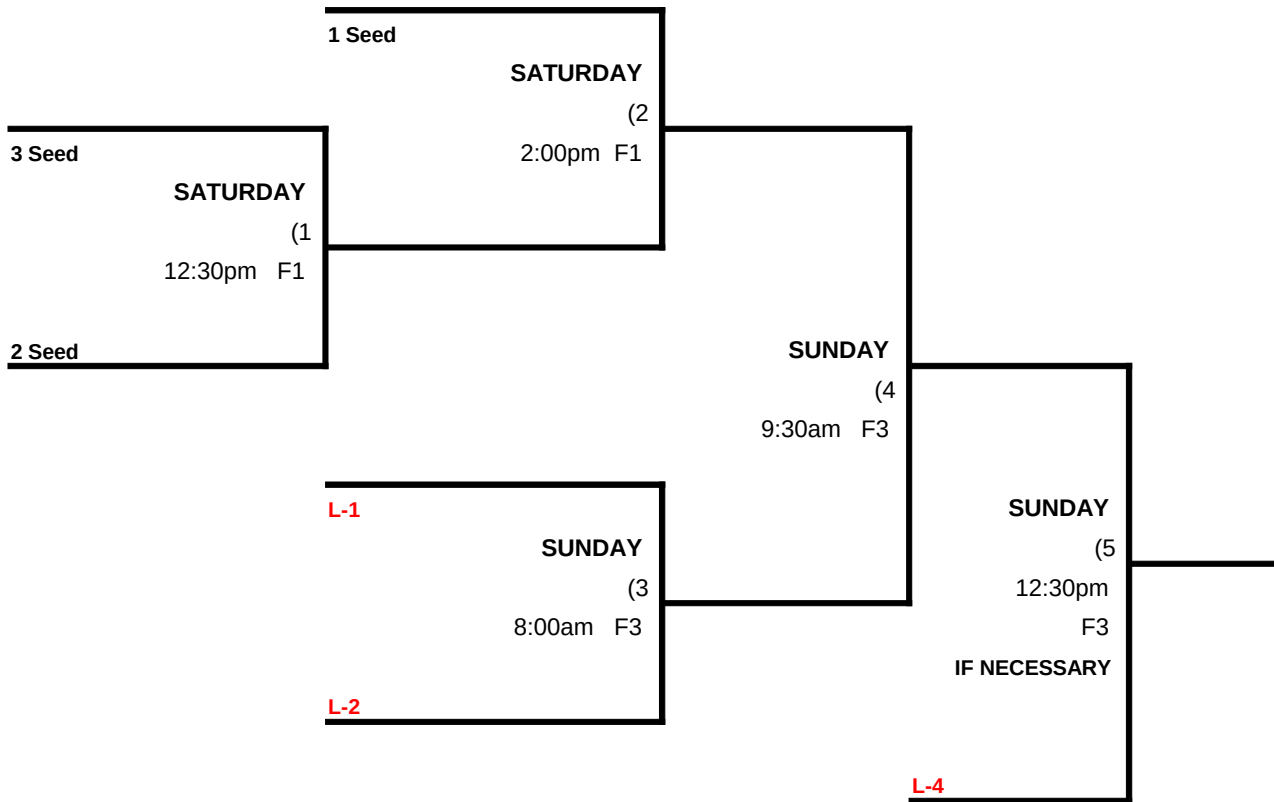 1 Seed
SATURDAY
(2
2:00pm F1
3 Seed
SATURDAY
(1
12:30pm F1
2 Seed
SUNDAY
(4
9:30am F3
L-1
SUNDAY
(3
8:00am F3
L-2
SUNDAY
(5
12:30pm
F3
IF NECESSARY
L-4